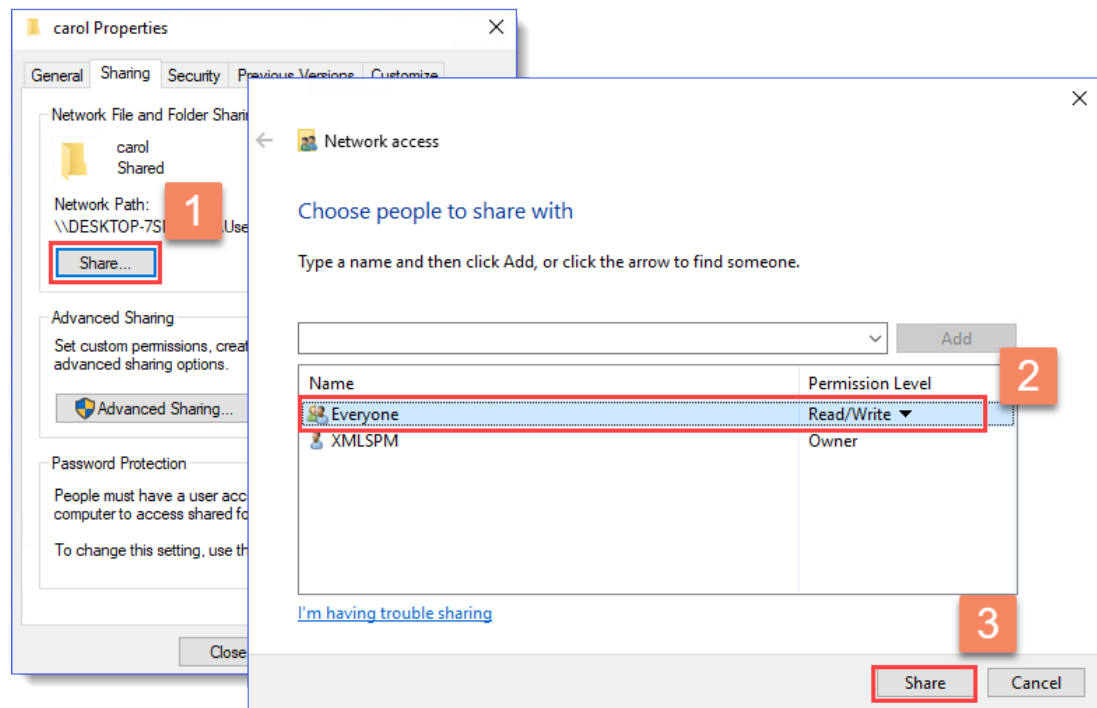 carol Properties
General Sharing Security Previous Versions Customize
Network File and Folder Shari
carol
Shared
Network Path:
\\DESKTOP-7S
Use
1
Share...
Advanced Sharing
Set custom permissions, creat
advanced sharing options.
Advanced Sharing...
Password Protection
People must have a user acc
computer to access shared fo
To change this setting, use th
Close
Network access
Choose people to share with
Type a name and then click Add, or click the arrow to find someone.
Add
2
Name Permission Level
Everyone Read/Write
XMLSPM Owner
I'm having trouble sharing
3
Share Cancel